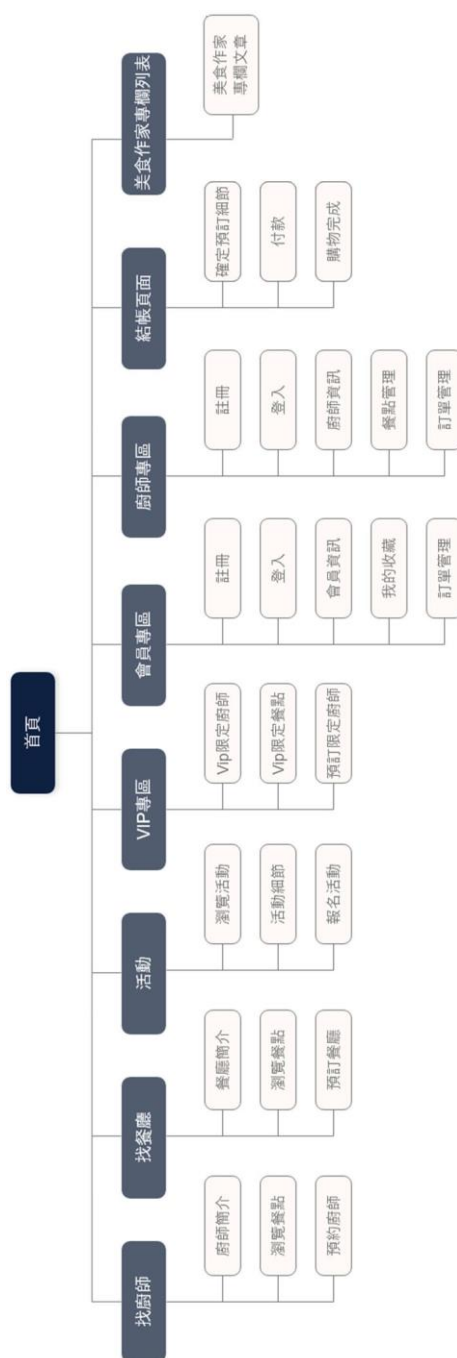 首頁
找廚師
廚師簡介
瀏覽餐點
預約廚師
找餐廳
餐廳簡介
瀏覽餐點
預訂餐廳
活動
瀏覽活動
活動細節
報名活動
VIP專區
Vip限定廚師
Vip限定餐點
預訂限定廚師
會員專區
註冊
登入
會員資訊
我的收藏
訂單管理
廚師專區
註冊
登入
廚師資訊
餐點管理
訂單管理
結帳頁面
確定預訂細節
付款
購物完成
美食作家專欄列表
美食作家
專欄文章